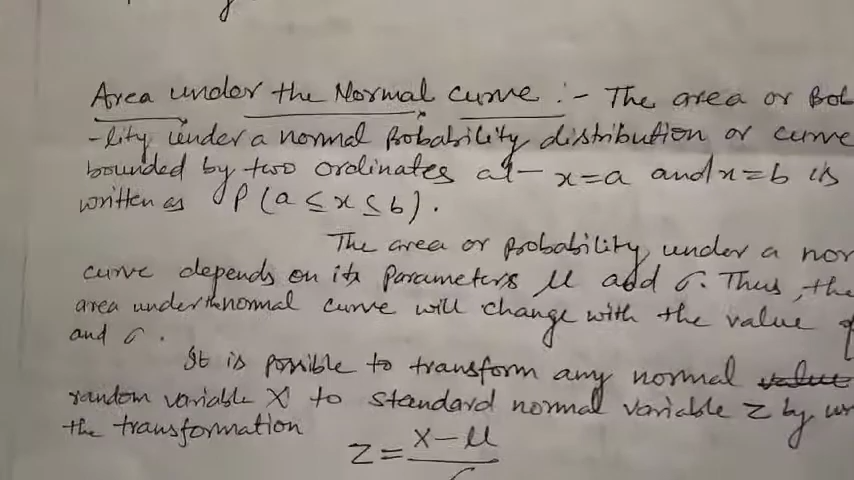 Area under the Normal curve :- The area or Bob
-lity under a normal Probability distribution or curve
bounded by two ordinates at x=a and x=b is
written as P(a ≤ x ≤ b).
The area or probability under a nor
curve depends on its Parameters μ and σ. Thus, the
area under the normal curve will change with the value
and σ.
It is possible to transform any normal ~~value~~
random variable X to standard normal variable Z by
the transformation
Z = X-μ